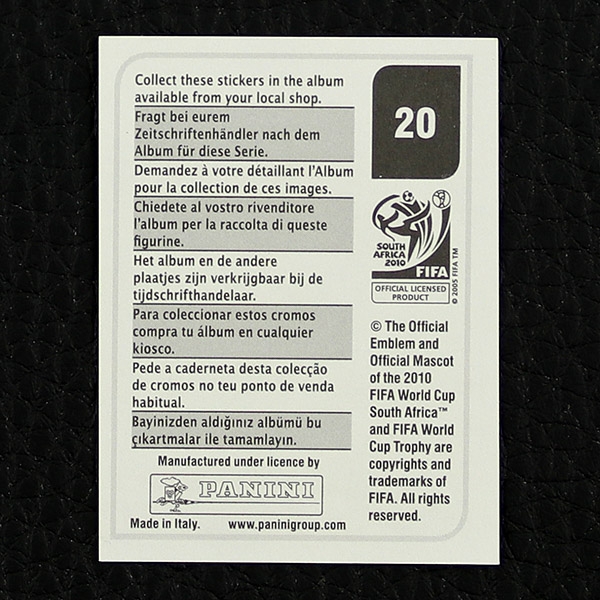 Collect these stickers in the album
available from your local shop.
Fragt bei eurem
Zeitschriftenhändler nach dem
Album für diese Serie.
Demandez à votre détaillant l'Album
pour la collection de ces images.
Chiedete al vostro rivenditore
l'album per la raccolta di queste
figurine.
Het album en de andere
plaatjes zijn verkrijgbaar bij de
tijdschrifthandelaar.
Para coleccionar estos cromos
compra tu álbum en cualquier
kiosco.
Pede a caderneta desta colecção
de cromos no teu ponto de venda
habitual.
Bayinizden aldığınız albümü bu
çıkartmalar ile tamamlayın.
Manufactured under licence by
PANINI
Made in Italy. www.paninigroup.com
20
SOUTH
AFRICA
2010
FIFA
OFFICIAL LICENSED
PRODUCT
© 2005 FIFA TM
© The Official
Emblem and
Official Mascot
of the 2010
FIFA World Cup
South Africa™
and FIFA World
Cup Trophy are
copyrights and
trademarks of
FIFA. All rights
reserved.